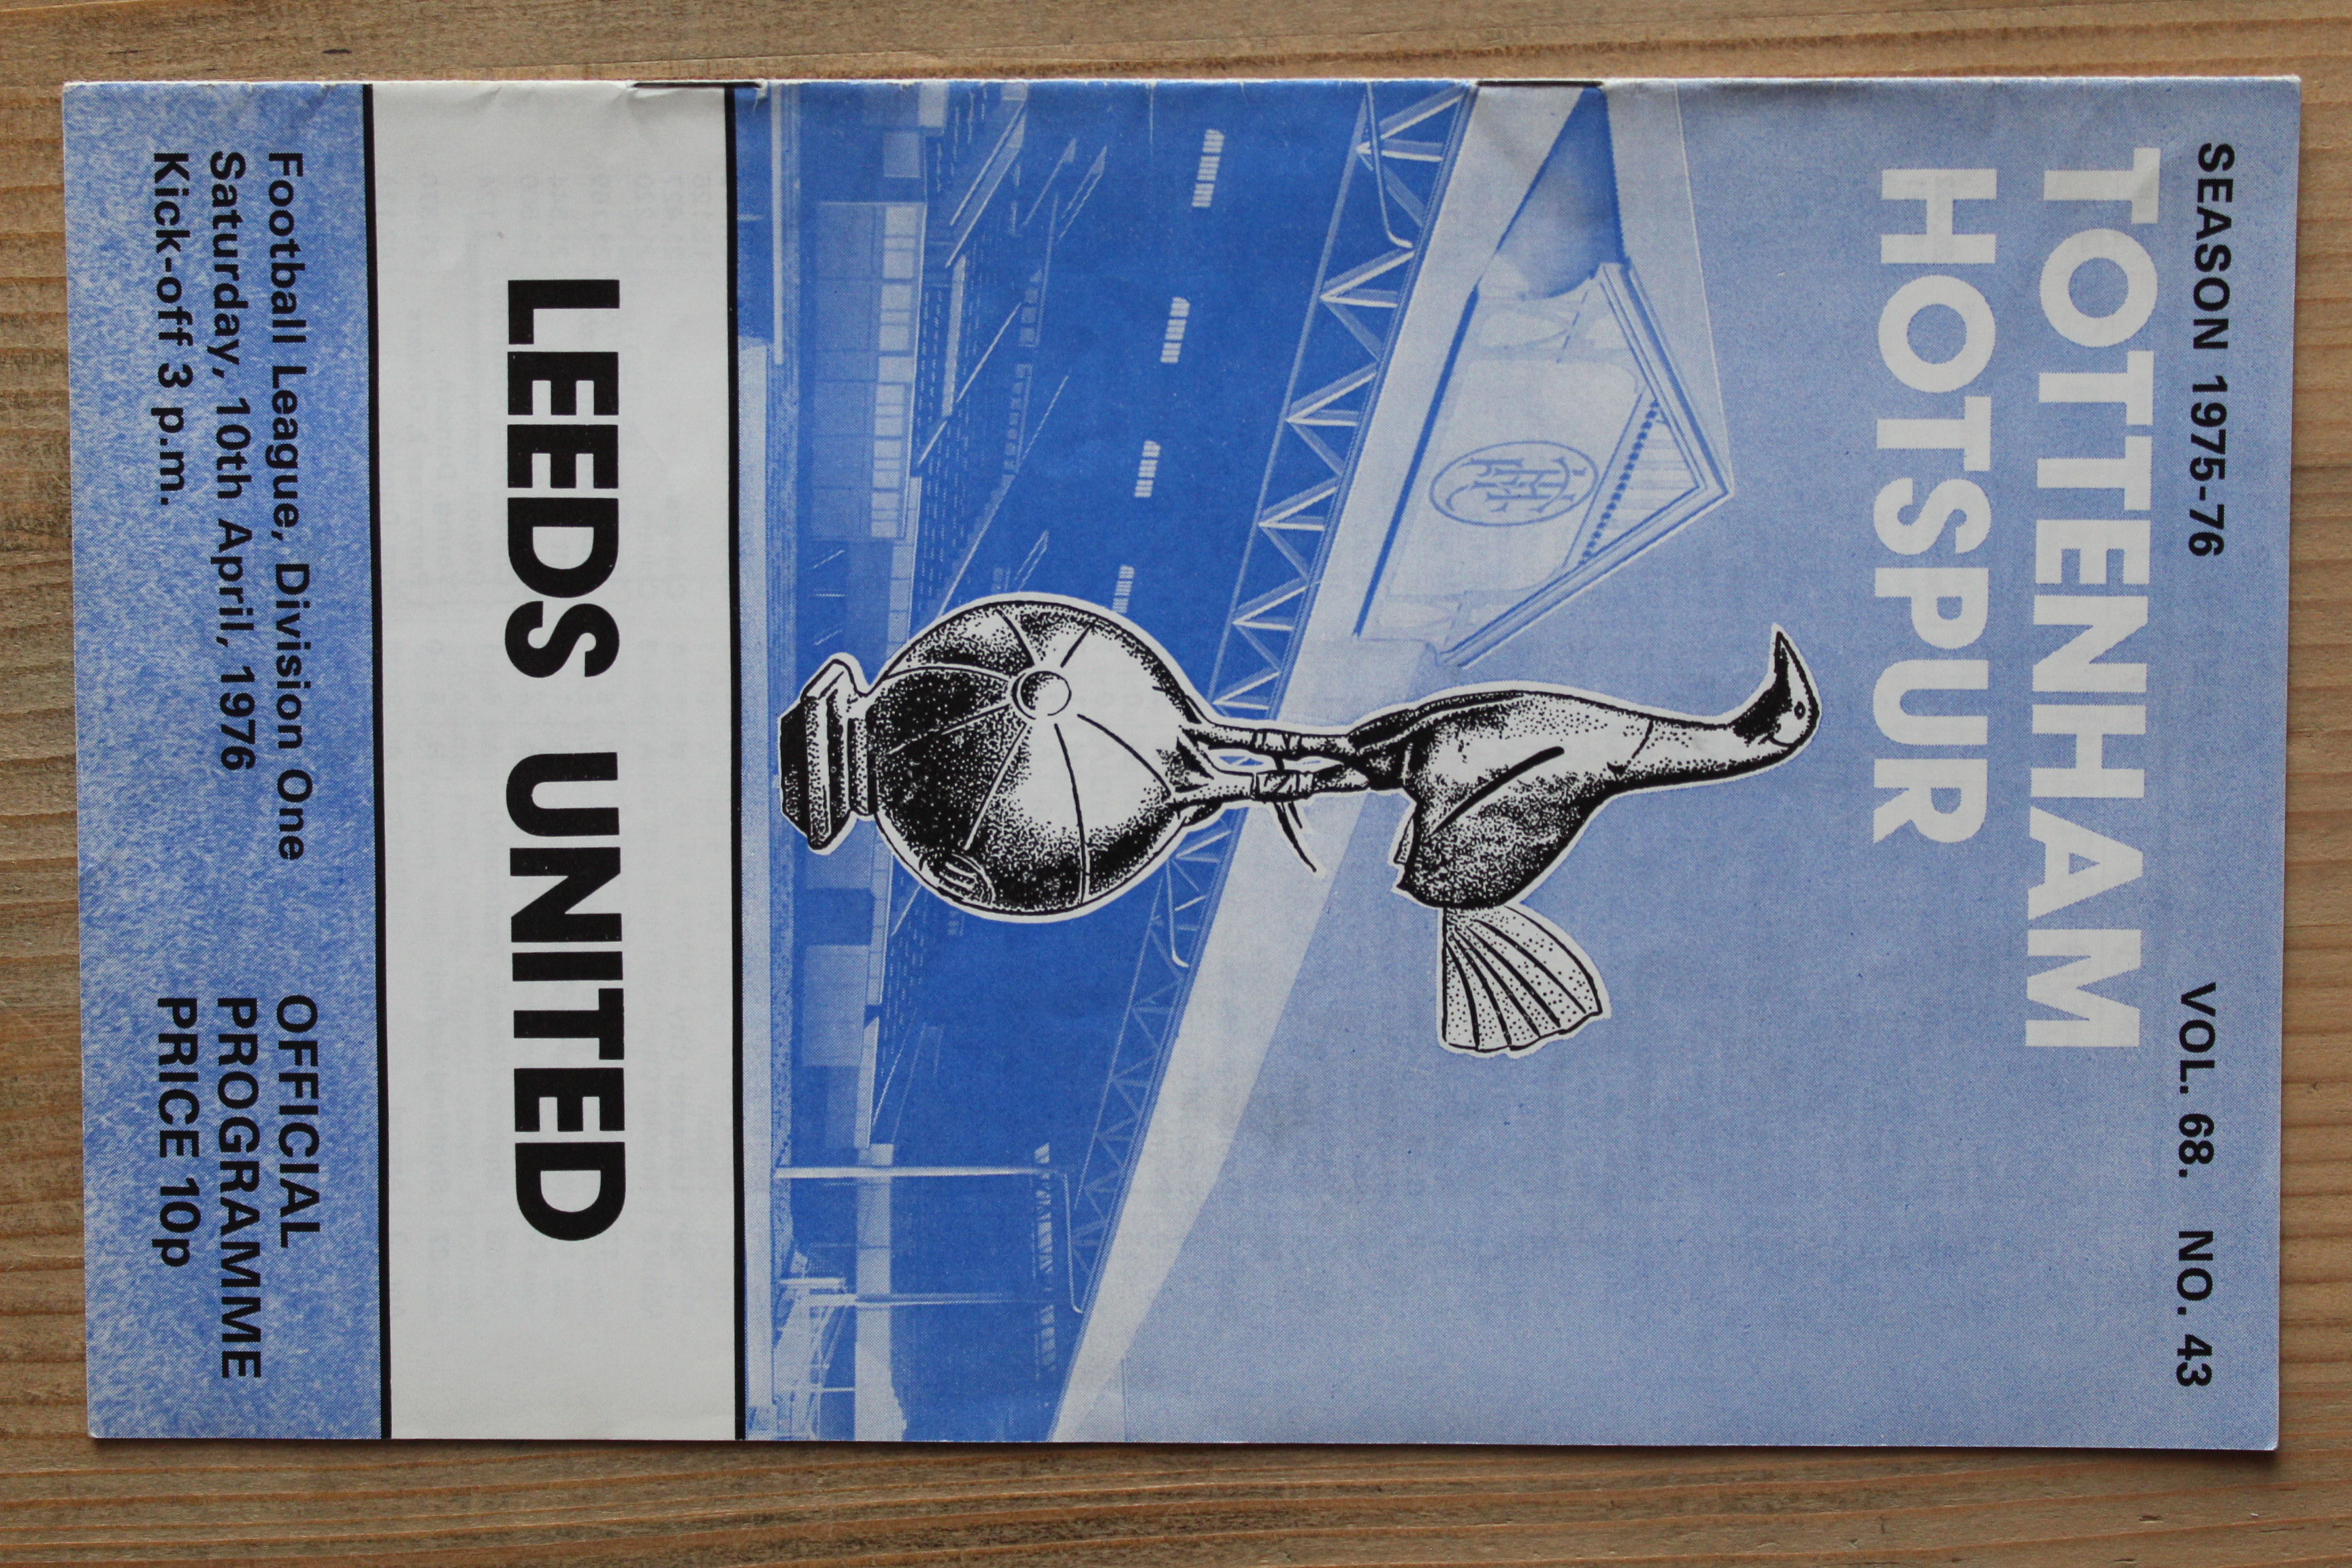 SEASON 1975-76 VOL. 68. NO. 43
TOTTENHAM
HOTSPUR
LEEDS UNITED
Football League, Division One
Saturday, 10th April, 1976
Kick-off 3 p.m.
OFFICIAL
PROGRAMME
PRICE 10p